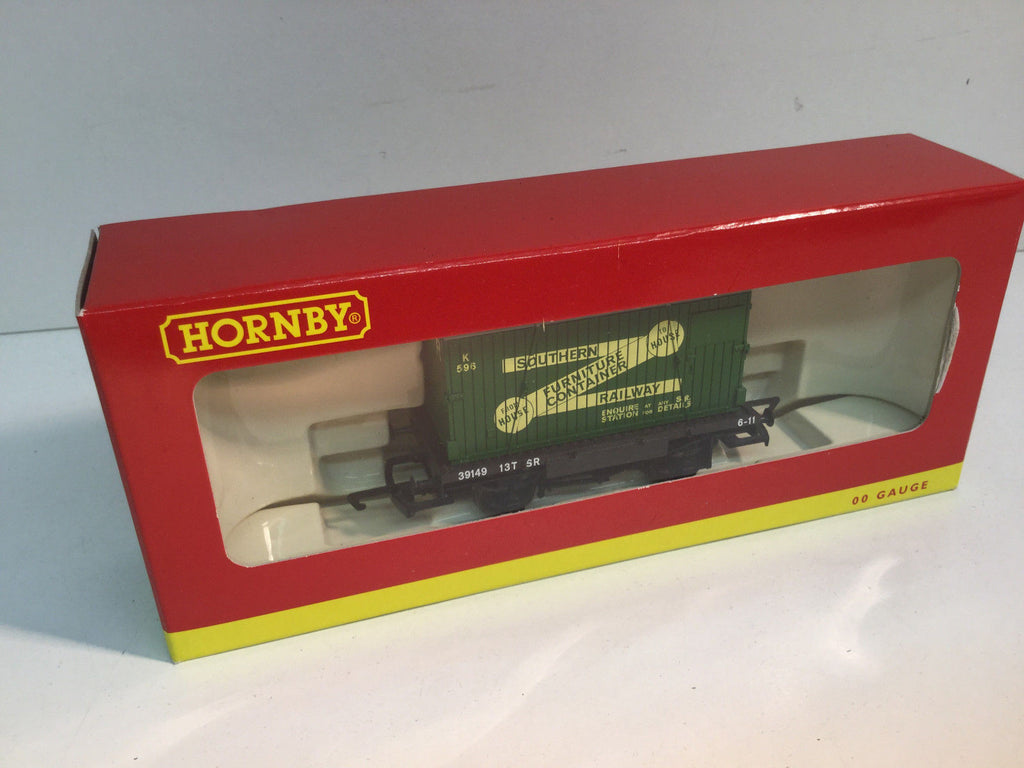 HORNBY®
K
596
SOUTHERN
TO
HOUSE
FURNITURE
CONTAINER
HOUSE
RAILWAY
ENQUIRE AT ANY S.R.
STATION FOR DETAILS
39149 13T SR
6-11
00 GAUGE